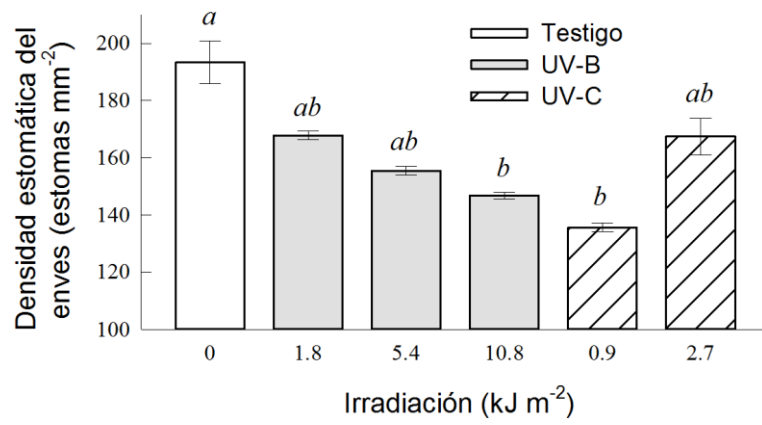 Testigo
UV-B
UV-C
a
ab
ab
b
b
ab
200
180
160
140
120
100
Densidad estomática del
enves (estomas mm⁻²)
0 1.8 5.4 10.8 0.9 2.7
Irradiación (kJ m⁻²)